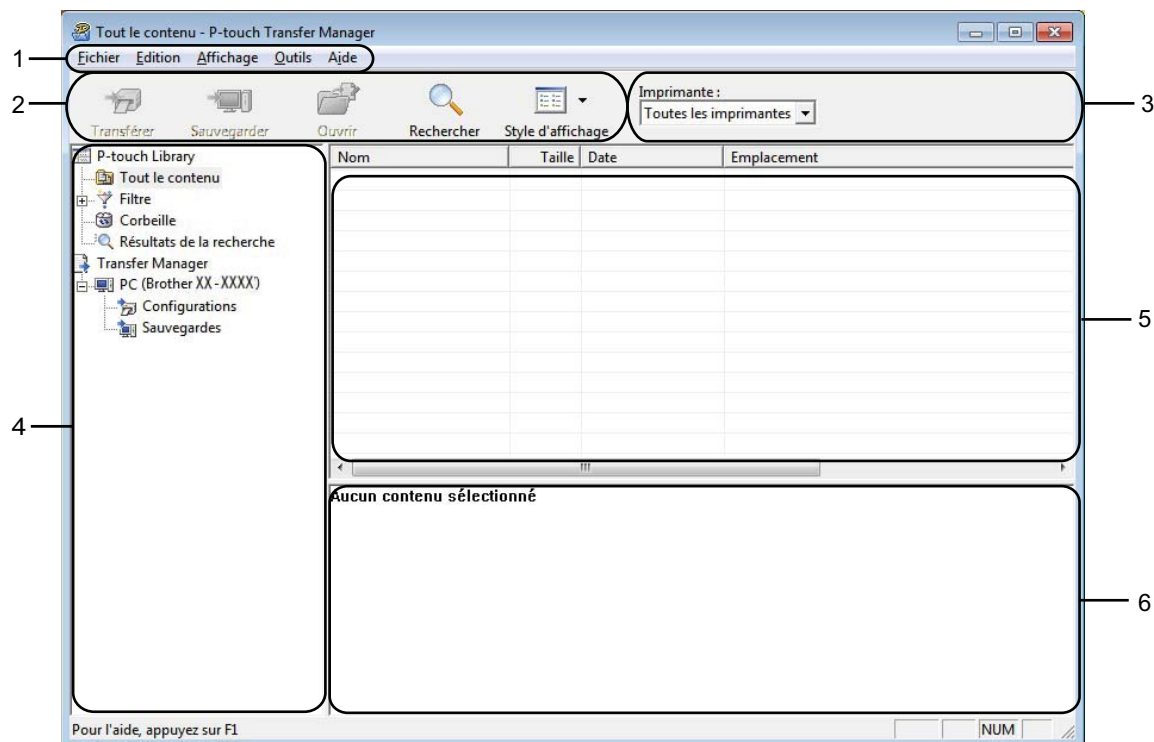 Tout le contenu - P-touch Transfer Manager
1
Fichier Edition Affichage Outils Aide
2
Transférer Sauvegarder Ouvrir Rechercher Style d'affichage
Imprimante :
Toutes les imprimantes
3
P-touch Library
Tout le contenu
Filtre
Corbeille
Résultats de la recherche
Transfer Manager
PC (Brother XX-XXXX)
Configurations
Sauvegardes
4
Nom Taille Date Emplacement
5
Aucun contenu sélectionné
6
Pour l'aide, appuyez sur F1
NUM